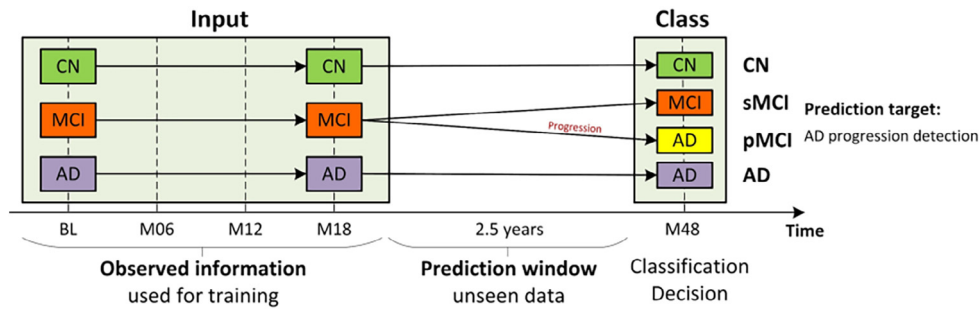 Input
Class
CN
CN
CN
CN
MCI
MCI
MCI
sMCI
Progression
AD
pMCI
Prediction target:
AD progression detection
AD
AD
AD
AD
BL
M06
M12
M18
2.5 years
M48
Time
Observed information
used for training
Prediction window
unseen data
Classification
Decision